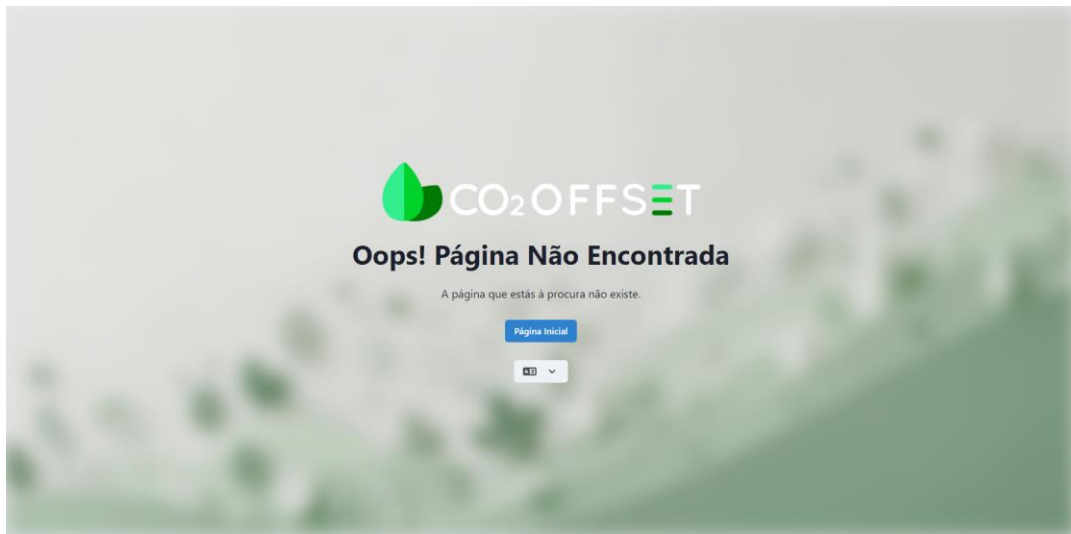 CO₂OFFSET
Oops! Página Não Encontrada
A página que estás à procura não existe.
Página Inicial